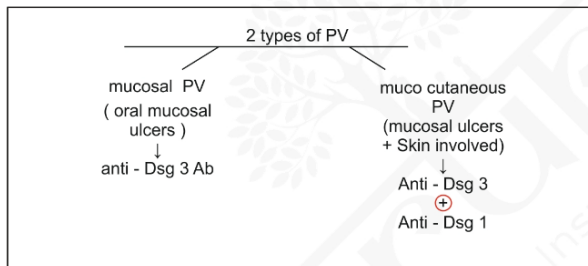 2 types of PV
mucosal PV
( oral mucosal
ulcers )
↓
anti - Dsg 3 Ab
muco cutaneous
PV
(mucosal ulcers
+ Skin involved)
↓
Anti - Dsg 3
+
Anti - Dsg 1